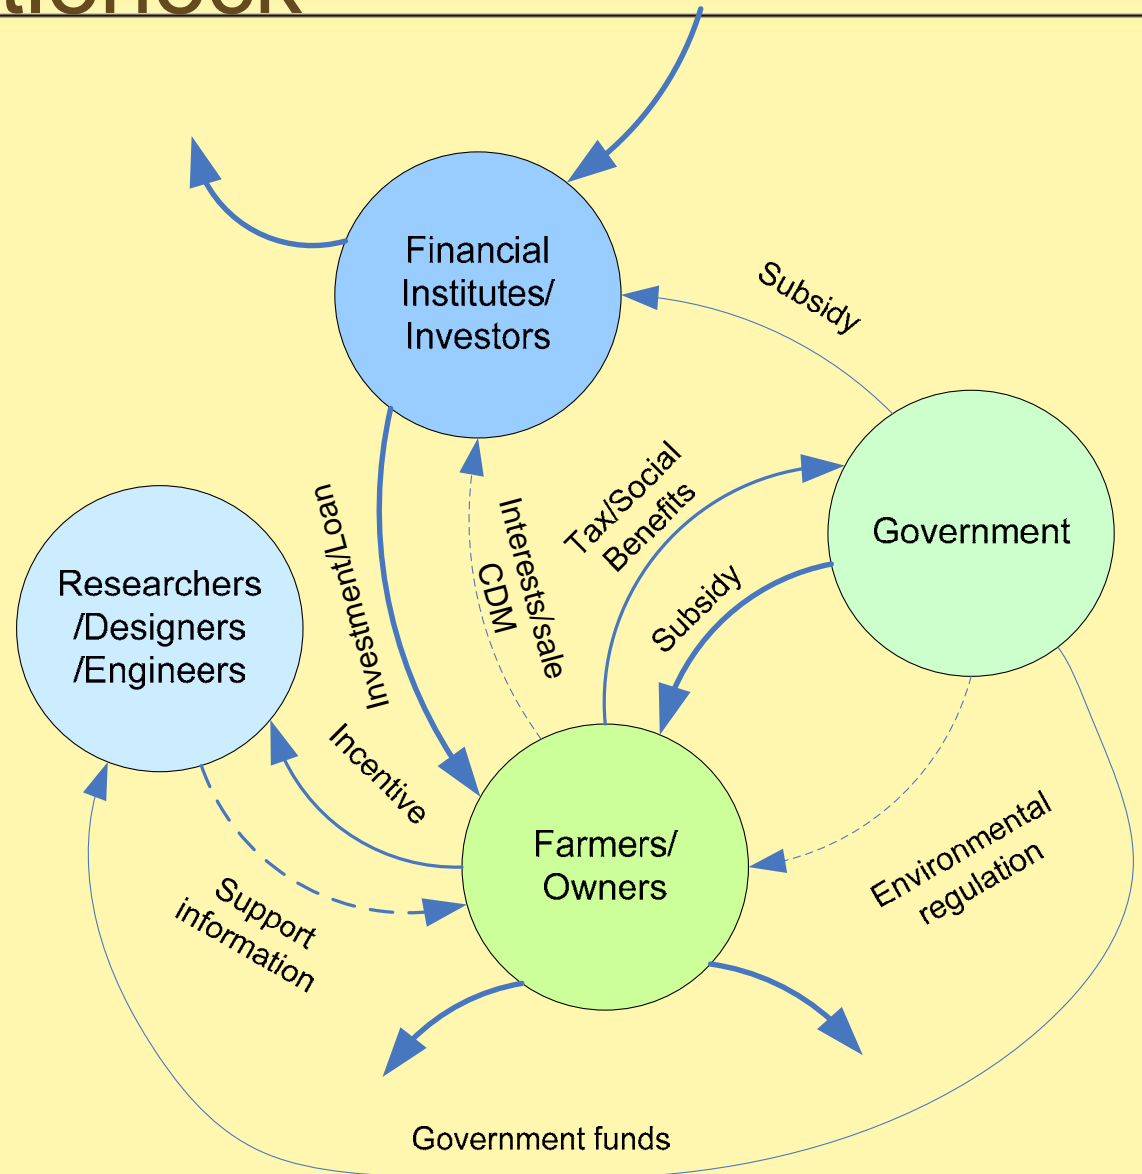 Financial
Institutes/
Investors
Subsidy
Government
Tax/Social
Benefits
Subsidy
Interests/sale
CDM
Investment/Loan
Researchers
/Designers
/Engineers
Incentive
Farmers/
Owners
Environmental
regulation
Support
information
Government funds